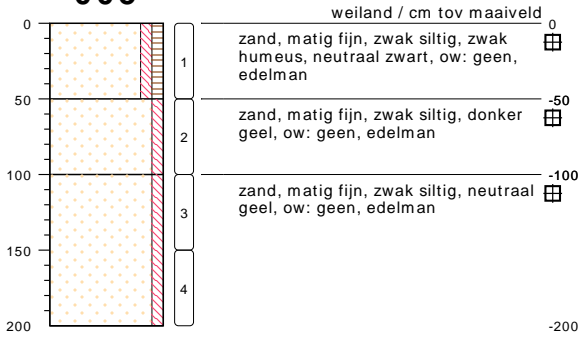 weiland / cm tov maaiveld
0
0
zand, matig fijn, zwak siltig, zwak
humeus, neutraal zwart, ow: geen,
edelman
1
50
-50
zand, matig fijn, zwak siltig, donker
geel, ow: geen, edelman
2
100
-100
zand, matig fijn, zwak siltig, neutraal
geel, ow: geen, edelman
3
150
4
200
-200